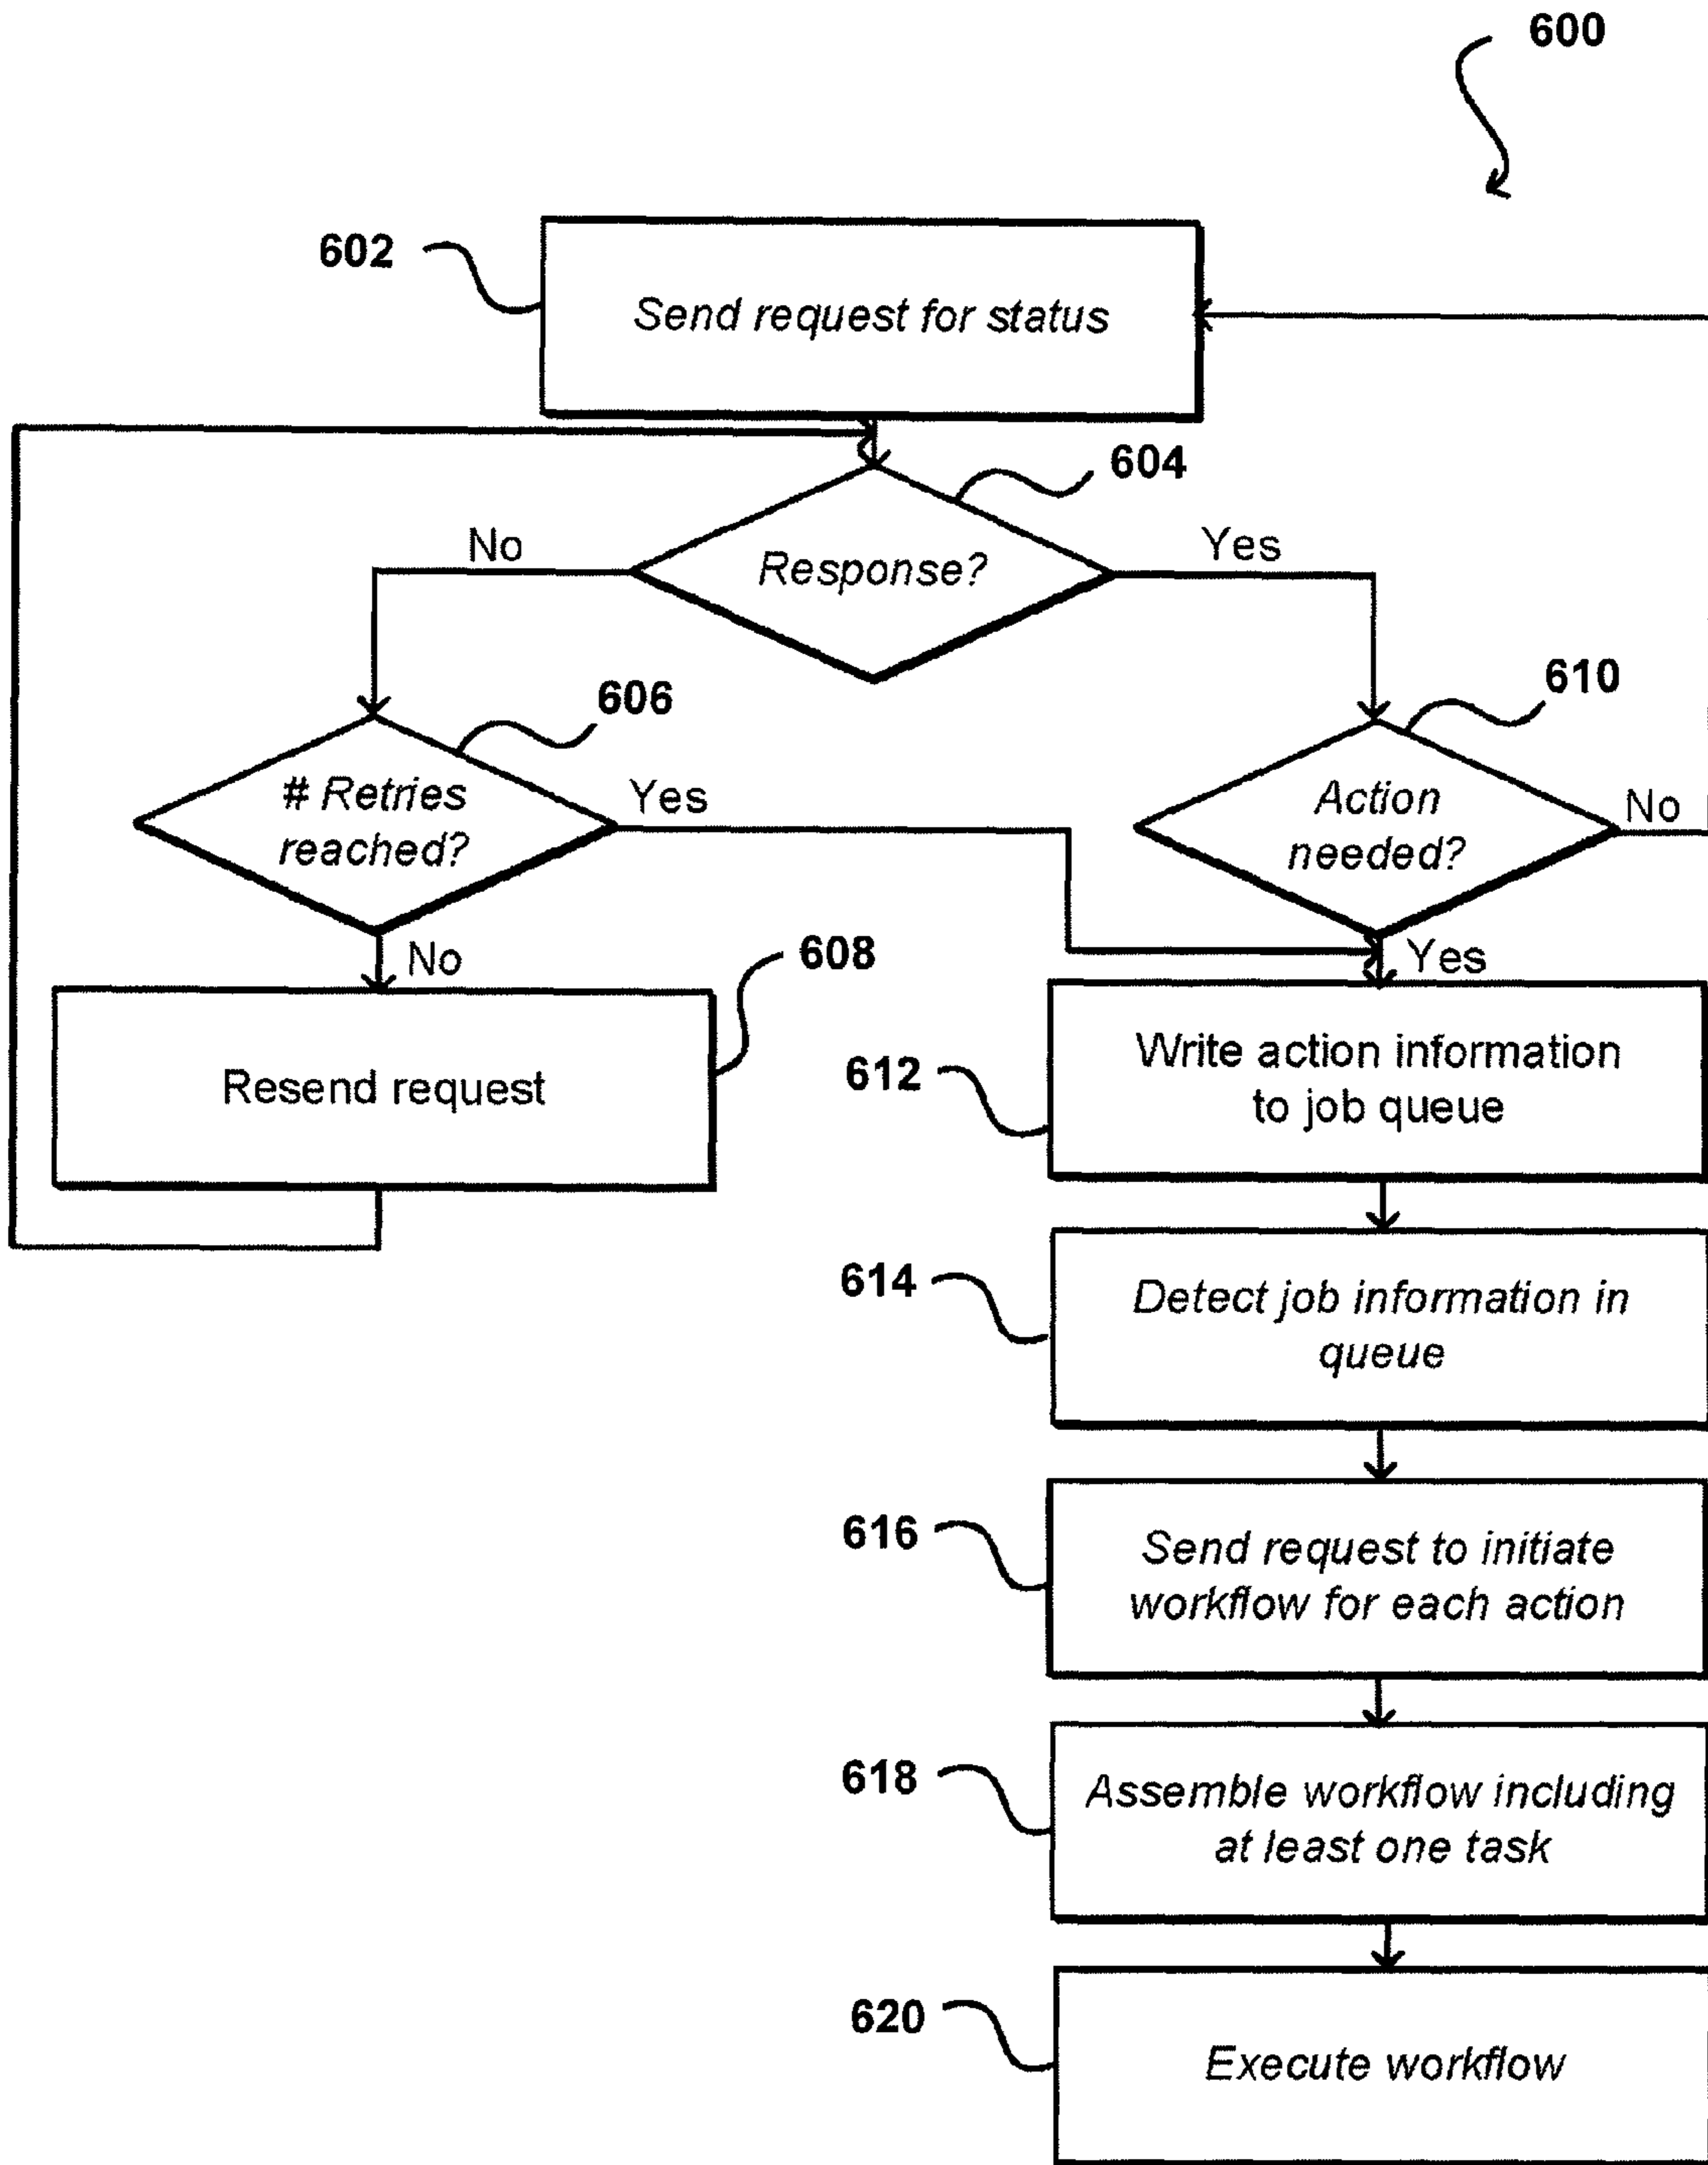 600
602
Send request for status
604
No
Response?
Yes
606
610
# Retries
reached?
Yes
Action
needed?
No
No
608
Yes
Resend request
612
Write action information
to job queue
614
Detect job information in
queue
616
Send request to initiate
workflow for each action
618
Assemble workflow including
at least one task
620
Execute workflow